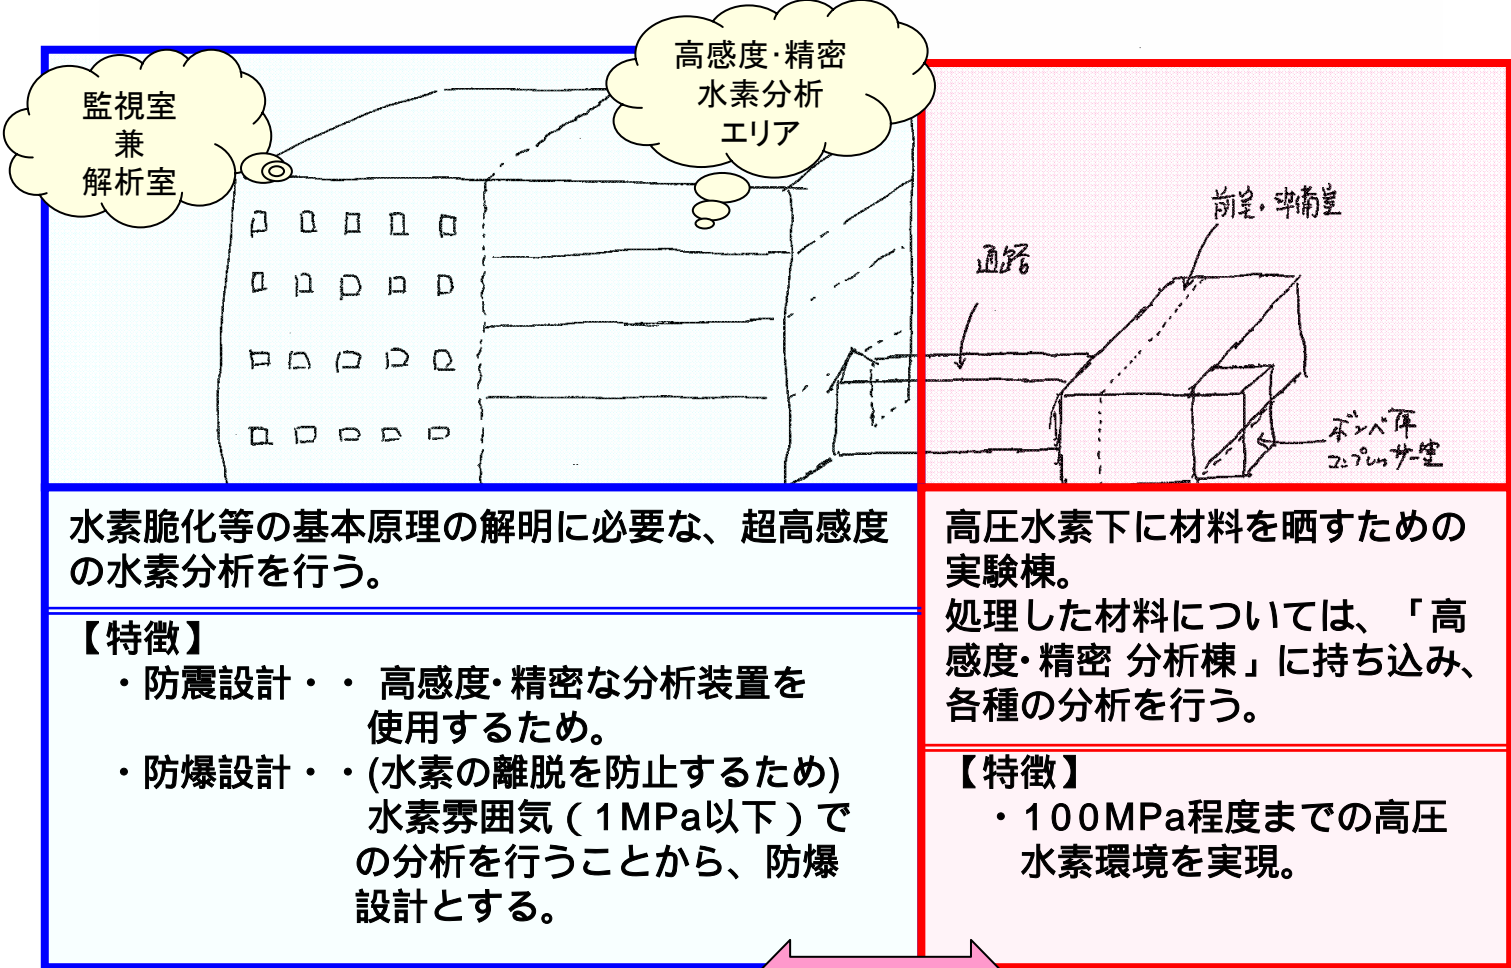 監視室
兼
解析室
高感度・精密
水素分析
エリア
前室・準備室
通路
ボンベ庫
コンプレッサー室
水素脆化等の基本原理の解明に必要な、超高感度
の水素分析を行う。
【特徴】
・防震設計・・ 高感度・精密な分析装置を
使用するため。
・防爆設計・・(水素の離脱を防止するため)
水素雰囲気（1MPa以下）で
の分析を行うことから、防爆
設計とする。
高圧水素下に材料を晒すための
実験棟。
処理した材料については、「高
感度・精密 分析棟」に持ち込み、
各種の分析を行う。
【特徴】
・100MPa程度までの高圧
水素環境を実現。